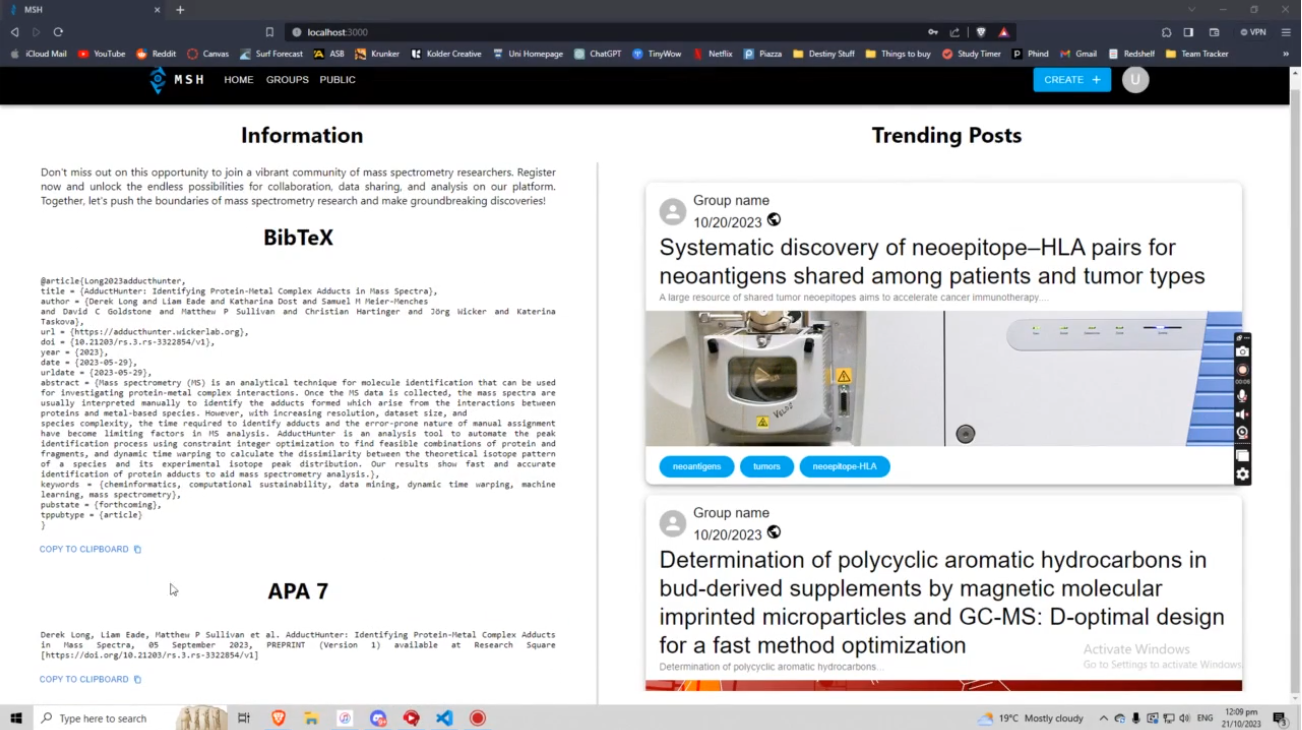 MSH
localhost:3000
VPN
iCloud Mail YouTube Reddit Canvas Surf Forecast ASB Krunker Kolder Creative Uni Homepage ChatGPT TinyWow Netflix Piazza Destiny Stuff Things to buy Study Timer Phind Gmail Redshelf Team Tracker
MSH HOME GROUPS PUBLIC CREATE + U
Information
Don't miss out on this opportunity to join a vibrant community of mass spectrometry researchers. Register
now and unlock the endless possibilities for collaboration, data sharing, and analysis on our platform.
Together, let's push the boundaries of mass spectrometry research and make groundbreaking discoveries!
BibTeX
@article{Long2023adducthunter,
title = {AdductHunter: Identifying Protein-Metal Complex Adducts in Mass Spectra},
author = {Derek Long and Liam Eade and Katharina Dost and Samuel M Meier-Menches
and David C Goldstone and Matthew P Sullivan and Christian Hartinger and Jörg Wicker and Katerina
Taskova},
url = {https://adducthunter.wickerlab.org},
doi = {10.21203/rs.3.rs-3322854/v1},
year = {2023},
date = {2023-05-29},
urldate = {2023-05-29},
abstract = {Mass spectrometry (MS) is an analytical technique for molecule identification that can be used
for investigating protein-metal complex interactions. Once the MS data is collected, the mass spectra are
usually interpreted manually to identify the adducts formed which arise from the interactions between
proteins and metal-based species. However, with increasing resolution, dataset size, and
species complexity, the time required to identify adducts and the error-prone nature of manual assignment
have become limiting factors in MS analysis. AdductHunter is an analysis tool to automate the peak
identification process using constraint integer optimization to find feasible combinations of protein and
fragments, and dynamic time warping to calculate the dissimilarity between the theoretical isotope pattern
of a species and its experimental isotope peak distribution. Our results show fast and accurate
identification of protein adducts to aid mass spectrometry analysis.},
keywords = {cheminformatics, computational sustainability, data mining, dynamic time warping, machine
learning, mass spectrometry},
pubstate = {forthcoming},
tppubtype = {article}
}
COPY TO CLIPBOARD
APA 7
Derek Long, Liam Eade, Matthew P Sullivan et al. AdductHunter: Identifying Protein-Metal Complex Adducts
in Mass Spectra, 05 September 2023, PREPRINT (Version 1) available at Research Square
[https://doi.org/10.21203/rs.3.rs-3322854/v1]
COPY TO CLIPBOARD
Trending Posts
Group name
10/20/2023
Systematic discovery of neoepitope–HLA pairs for
neoantigens shared among patients and tumor types
A large resource of shared tumor neoepitopes aims to accelerate cancer immunotherapy....
neoantigens tumors neoepitope-HLA
Group name
10/20/2023
Determination of polycyclic aromatic hydrocarbons in
bud-derived supplements by magnetic molecular
imprinted microparticles and GC-MS: D-optimal design
for a fast method optimization
Determination of polycyclic aromatic hydrocarbons...
Activate Windows
Go to Settings to activate Windows.
Type here to search
19°C Mostly cloudy
ENG
12:09 pm
21/10/2023